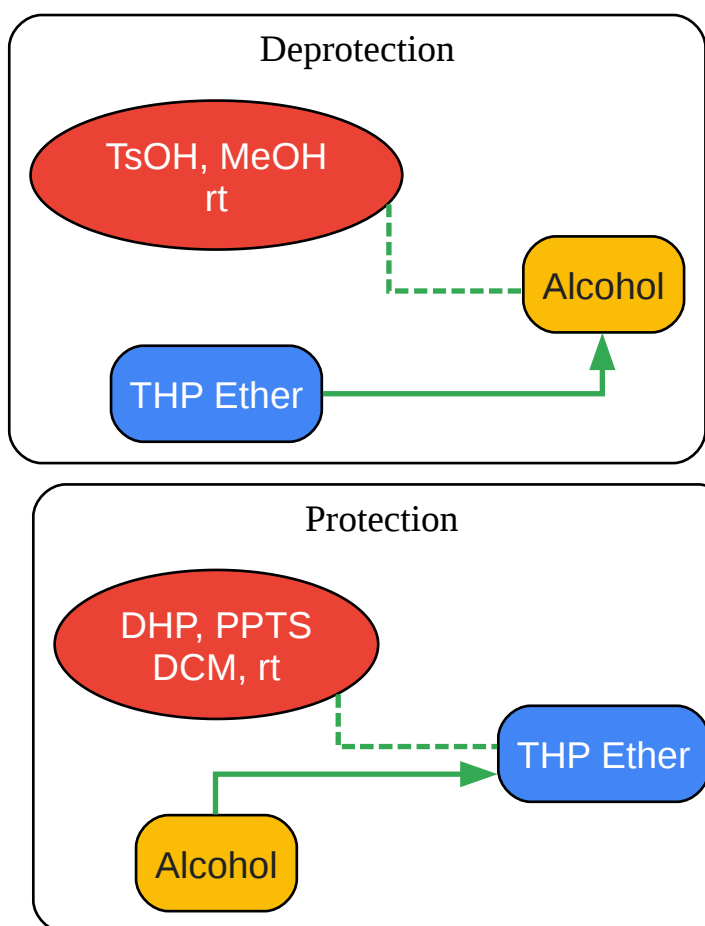 Deprotection
TsOH, MeOH
rt
Alcohol
THP Ether
Protection
DHP, PPTS
DCM, rt
THP Ether
Alcohol